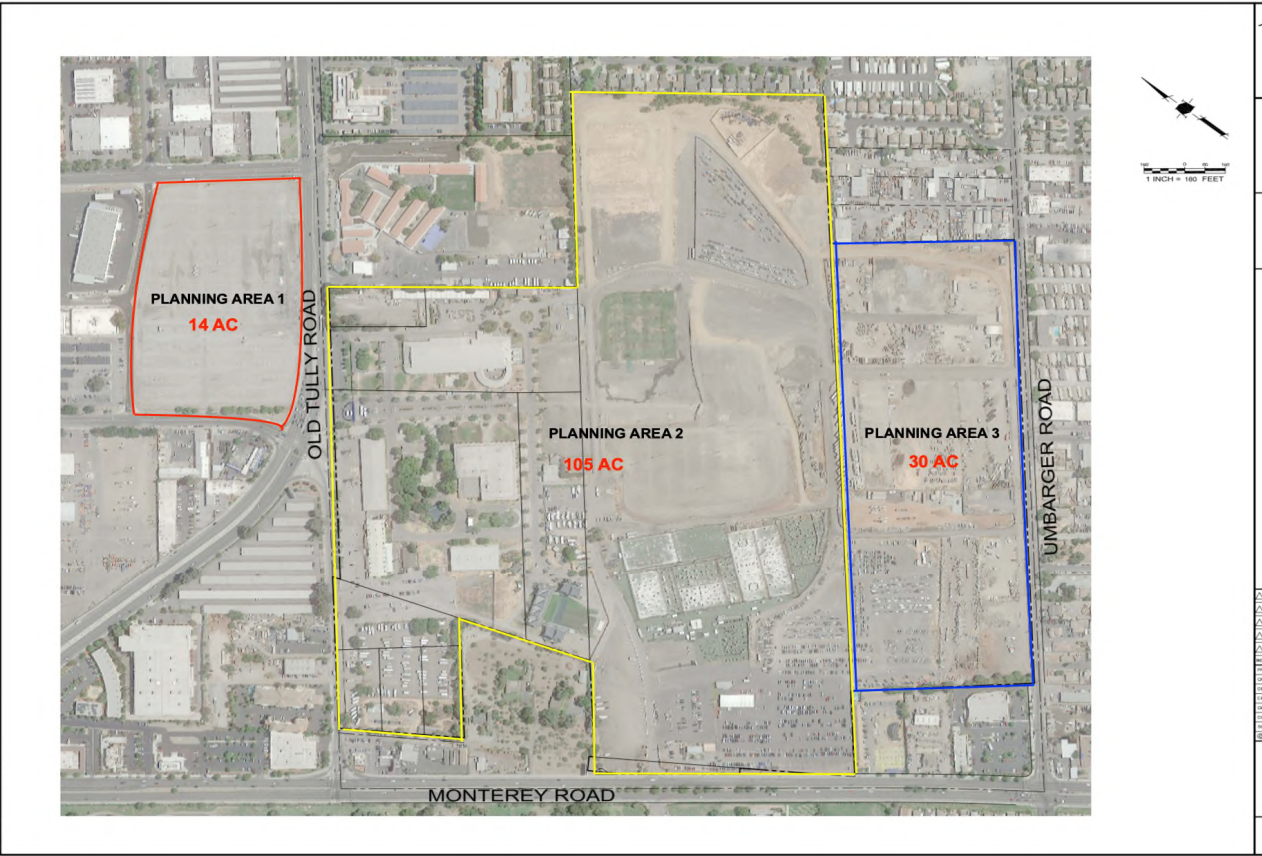 1 INCH = 160 FEET
PLANNING AREA 1
14 AC
OLD TULLY ROAD
PLANNING AREA 2
105 AC
PLANNING AREA 3
30 AC
UMBARGER ROAD
MONTEREY ROAD